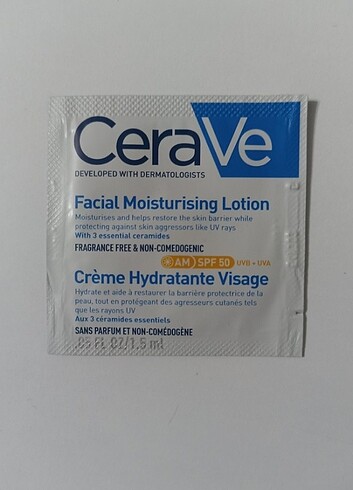 CeraVe
DEVELOPED WITH DERMATOLOGISTS
Facial Moisturising Lotion
Moisturises and helps restore the skin barrier while
protecting against skin aggressors like UV rays
With 3 essential ceramides
FRAGRANCE FREE & NON-COMEDOGENIC
AM SPF 50 UVB + UVA
Crème Hydratante Visage
Hydrate et aide à restaurer la barrière protectrice de la
peau, tout en protégeant des agresseurs cutanés tels
que les rayons UV
Aux 3 céramides essentiels
SANS PARFUM ET NON-COMÉDOGÈNE
.05 FL OZ/1.5 ml